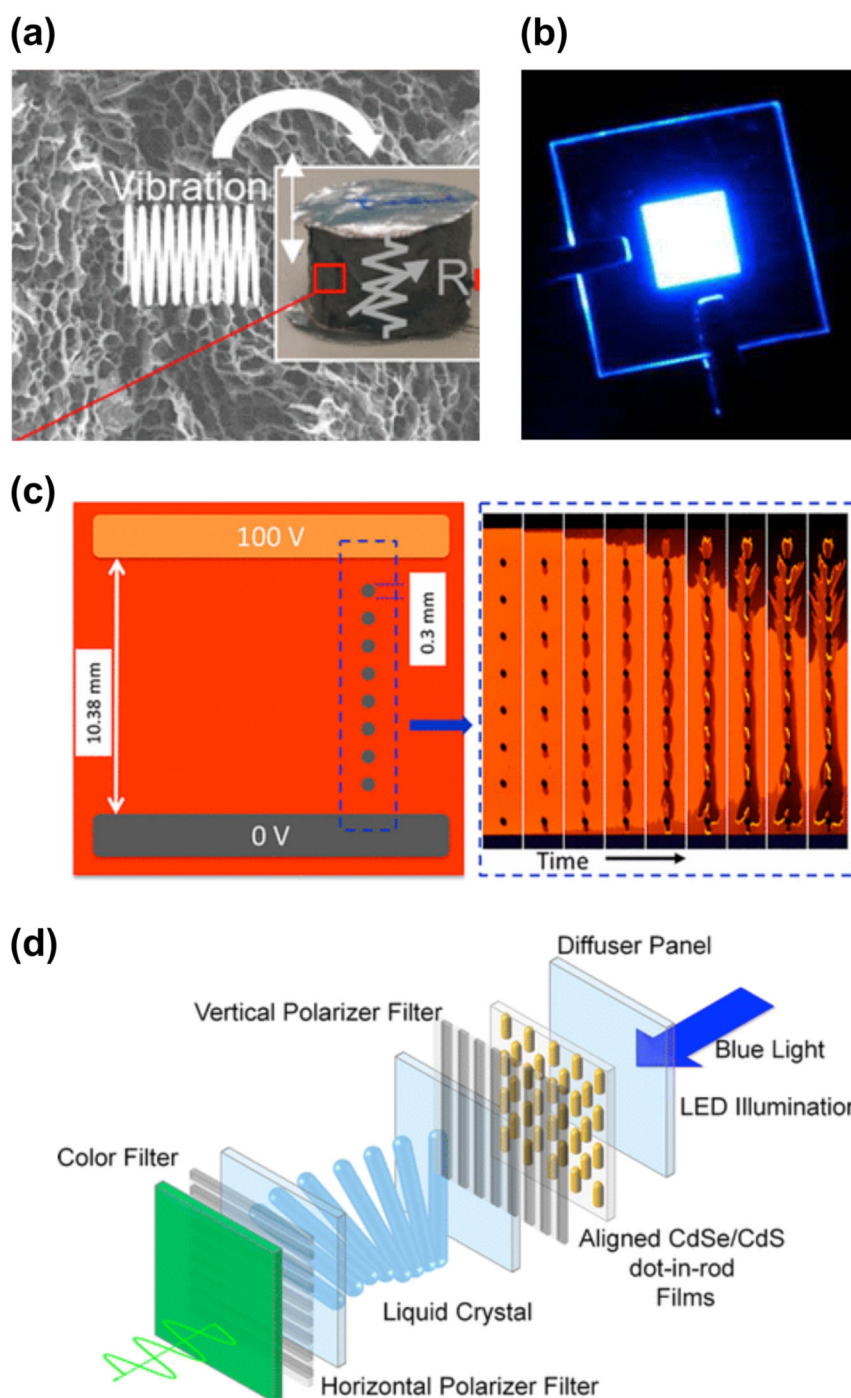 (a)
(b)
Vibration
R
(c)
100 V
10.38 mm
0.3 mm
0 V
Time
(d)
Diffuser Panel
Vertical Polarizer Filter
Blue Light
LED Illumination
Color Filter
Aligned CdSe/CdS
dot-in-rod
Films
Liquid Crystal
Horizontal Polarizer Filter